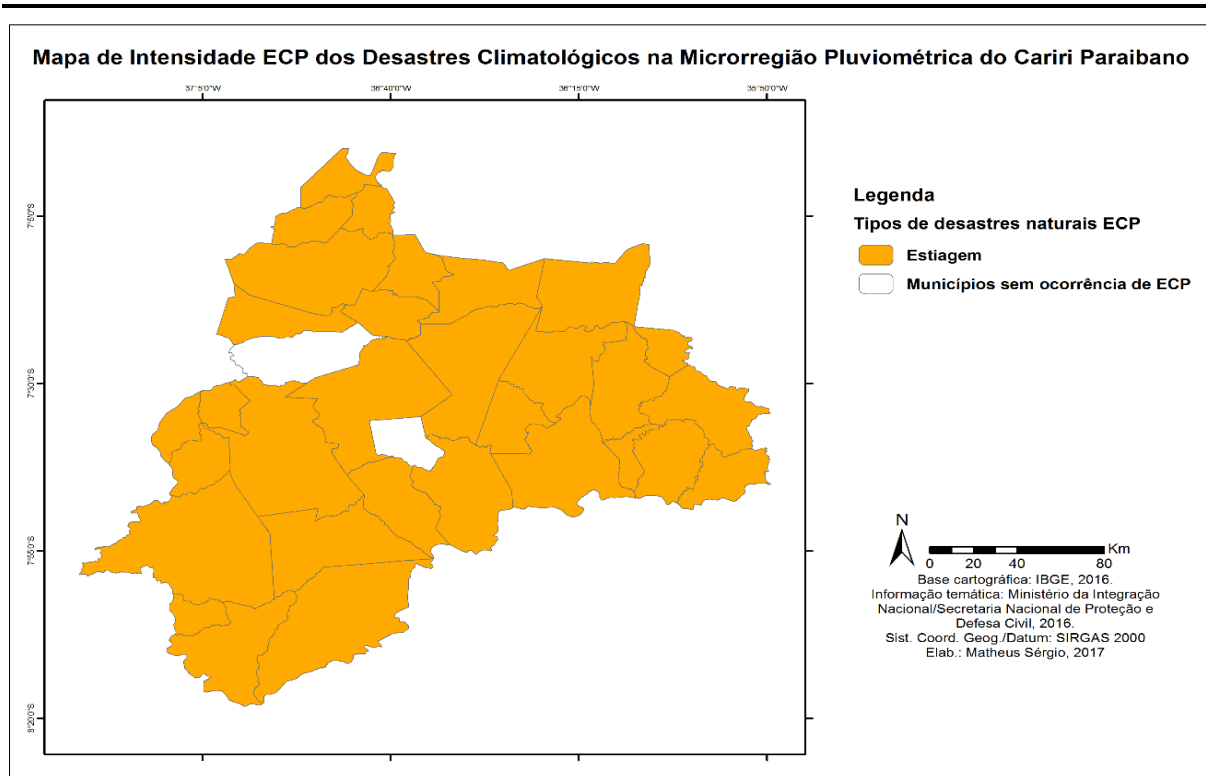 Mapa de Intensidade ECP dos Desastres Climatológicos na Microrregião Pluviométrica do Cariri Paraibano
37°5'0"W
36°40'0"W
36°15'0"W
35°50'0"W
7°5'0"S
7°30'0"S
7°55'0"S
8°20'0"S
Legenda
Tipos de desastres naturais ECP
Estiagem
Municípios sem ocorrência de ECP
N
Km
0 20 40 80
Base cartográfica: IBGE, 2016.
Informação temática: Ministério da Integração
Nacional/Secretaria Nacional de Proteção e
Defesa Civil, 2016.
Sist. Coord. Geog./Datum: SIRGAS 2000
Elab.: Matheus Sérgio, 2017